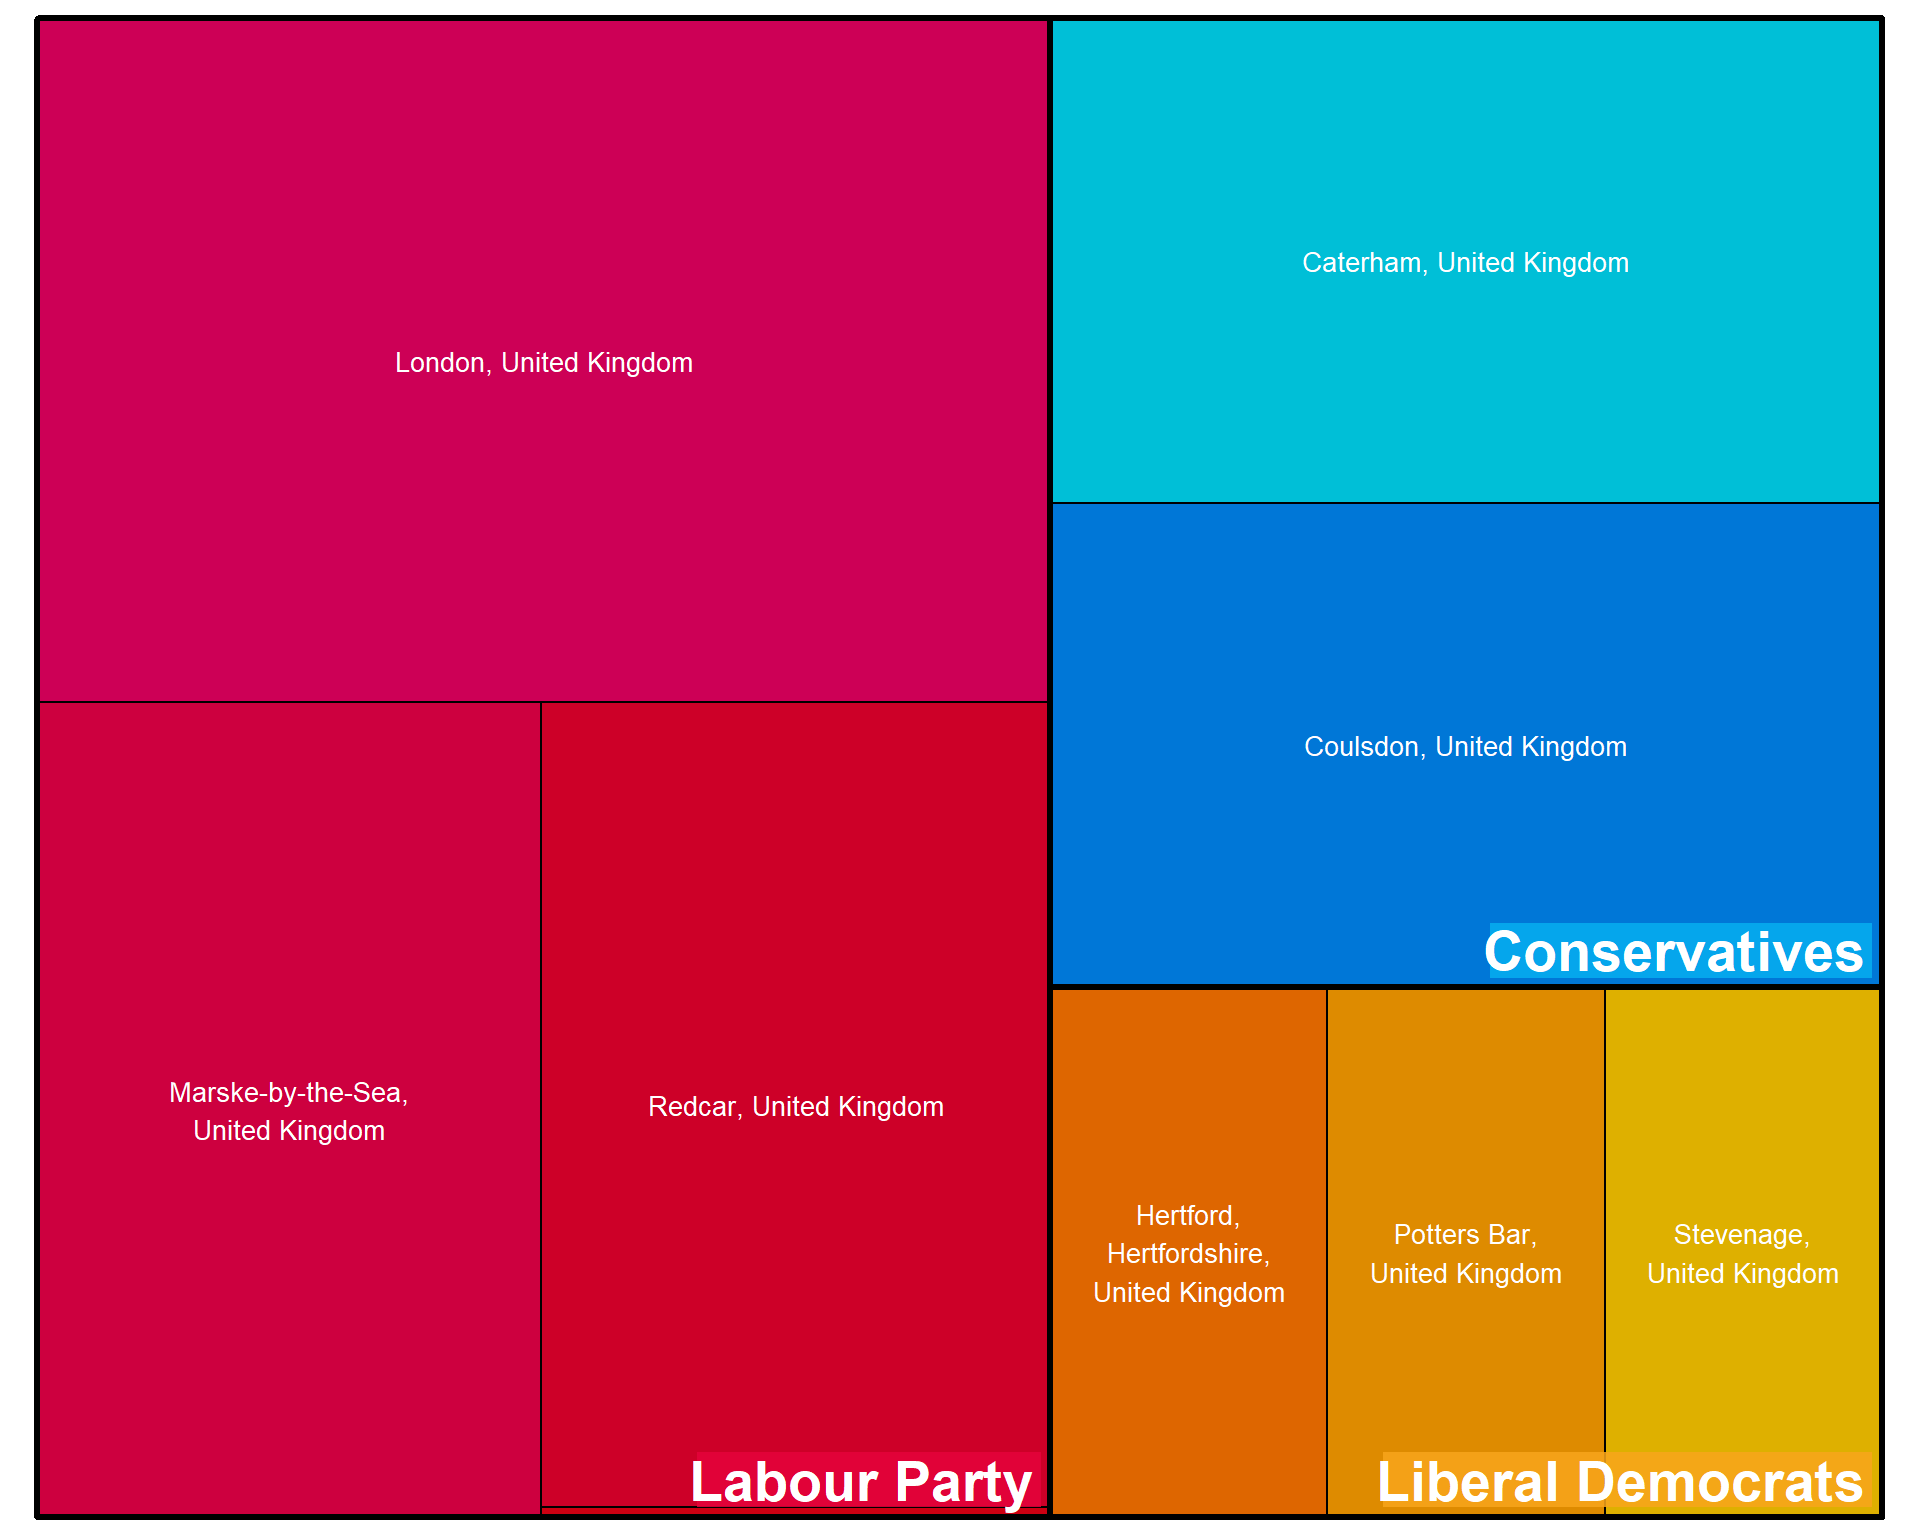 London, United Kingdom
Marske-by-the-Sea,
United Kingdom
Redcar, United Kingdom
Labour Party
Caterham, United Kingdom
Coulsdon, United Kingdom
Conservatives
Hertford,
Hertfordshire,
United Kingdom
Potters Bar,
United Kingdom
Stevenage,
United Kingdom
Liberal Democrats